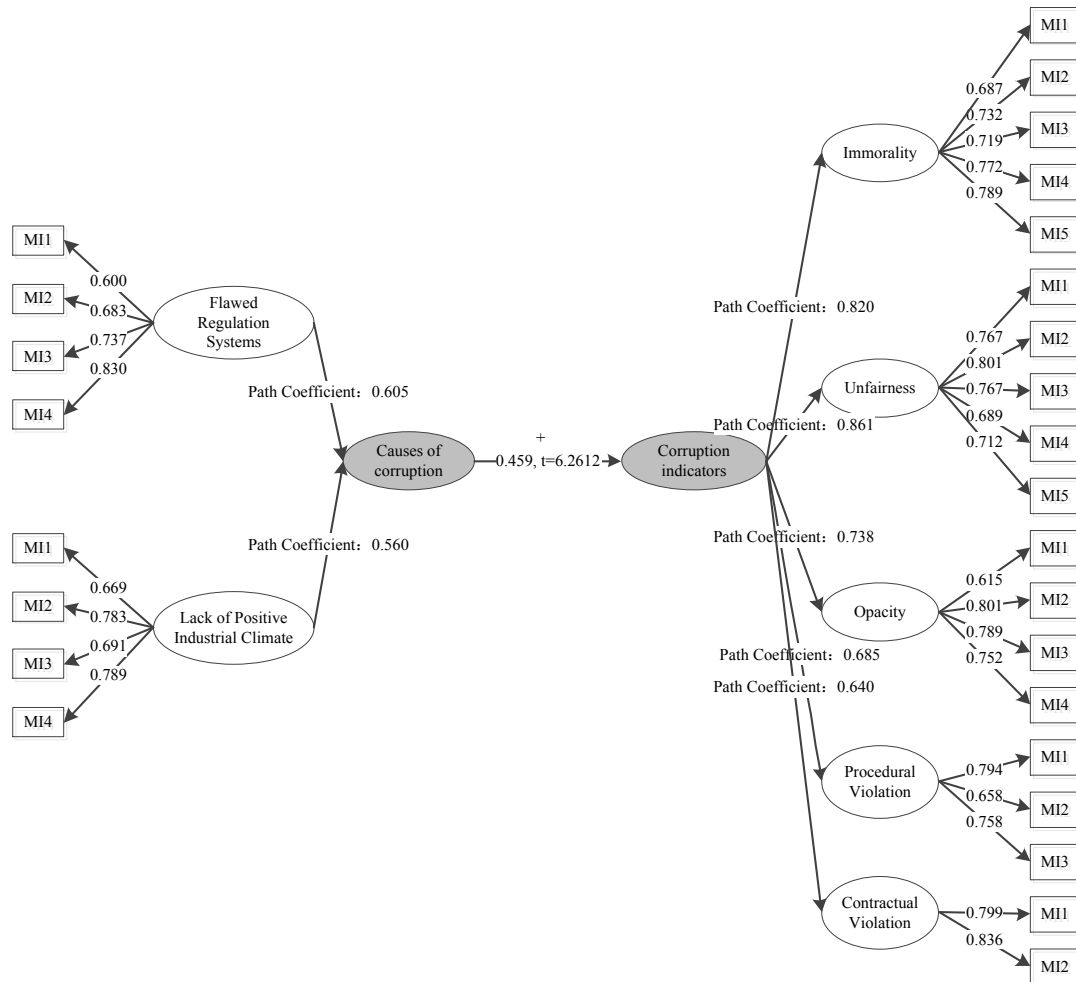 MI1
MI2
MI3
MI4
0.600
0.683
0.737
0.830
Flawed
Regulation
Systems
Path Coefficient：0.605
MI1
MI2
MI3
MI4
0.669
0.783
0.691
0.789
Lack of Positive
Industrial Climate
Path Coefficient：0.560
Causes of
corruption
+
0.459, t=6.2612
Corruption
indicators
Path Coefficient：0.820
Path Coefficient：0.861
Path Coefficient：0.738
Path Coefficient：0.685
Path Coefficient：0.640
Immorality
0.687
0.732
0.719
0.772
0.789
MI1
MI2
MI3
MI4
MI5
Unfairness
0.767
0.801
0.767
0.689
0.712
MI1
MI2
MI3
MI4
MI5
Opacity
0.615
0.801
0.789
0.752
MI1
MI2
MI3
MI4
Procedural
Violation
0.794
0.658
0.758
MI1
MI2
MI3
Contractual
Violation
0.799
0.836
MI1
MI2